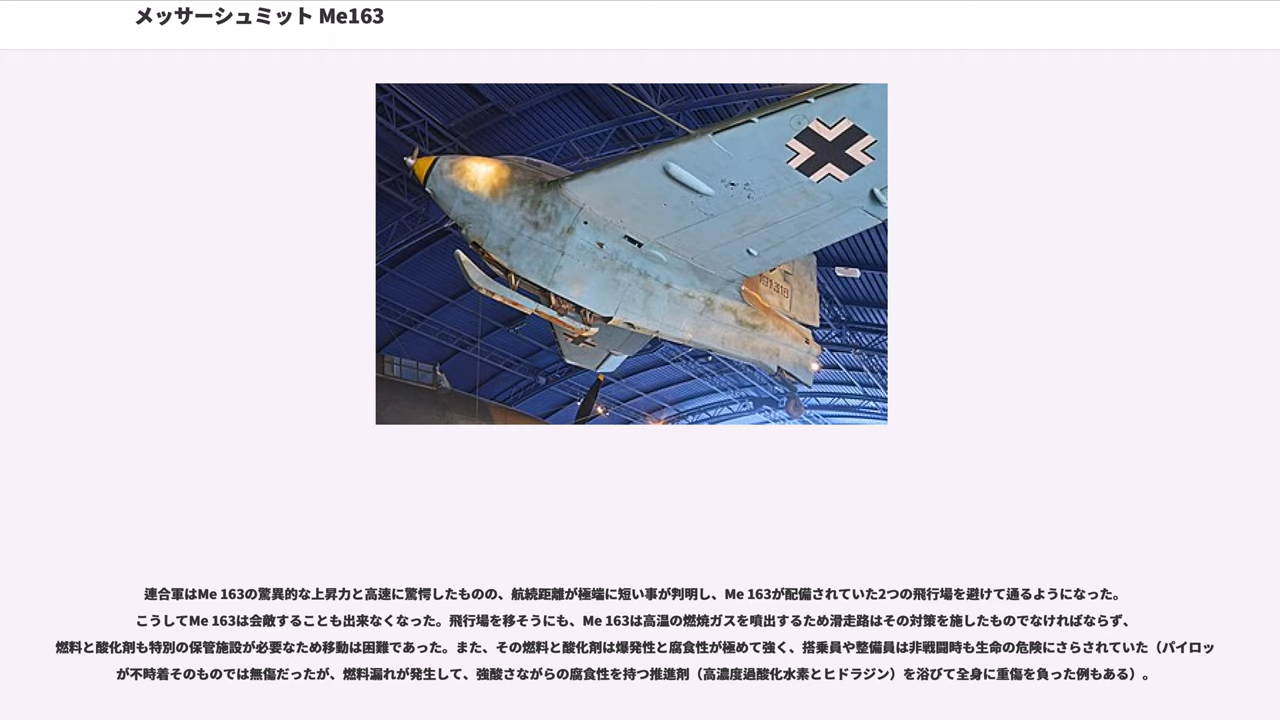 メッサーシュミット Me163
191316
連合軍はMe 163の驚異的な上昇力と高速に驚愕したものの、航続距離が極端に短い事が判明し、Me 163が配備されていた2つの飛行場を避けて通るようになった。
こうしてMe 163は会敵することも出来なくなった。飛行場を移そうにも、Me 163は高温の燃焼ガスを噴出するため滑走路はその対策を施したものでなければならず、
燃料と酸化剤も特別の保管施設が必要なため移動は困難であった。また、その燃料と酸化剤は爆発性と腐食性が極めて強く、搭乗員や整備員は非戦闘時も生命の危険にさらされていた（パイロッ
が不時着そのものでは無傷だったが、燃料漏れが発生して、強酸さながらの腐食性を持つ推進剤（高濃度過酸化水素とヒドラジン）を浴びて全身に重傷を負った例もある）。